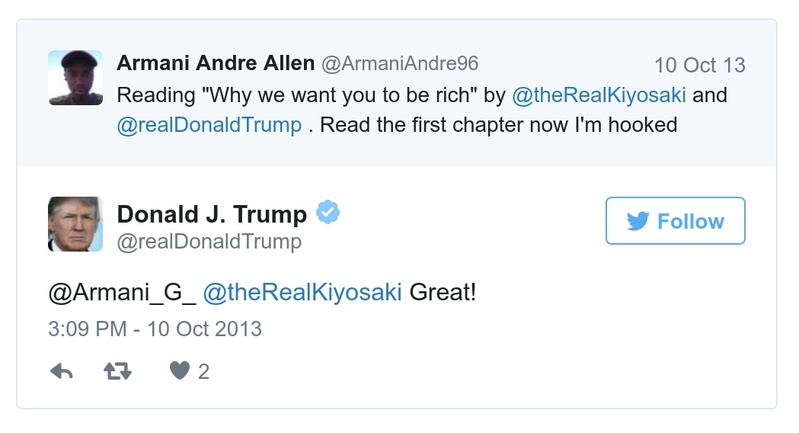 Armani Andre Allen @ArmaniAndre96 10 Oct 13
Reading "Why we want you to be rich" by @theRealKiyosaki and
@realDonaldTrump . Read the first chapter now I'm hooked
Donald J. Trump
@realDonaldTrump
Follow
@Armani_G_ @theRealKiyosaki Great!
3:09 PM - 10 Oct 2013
2